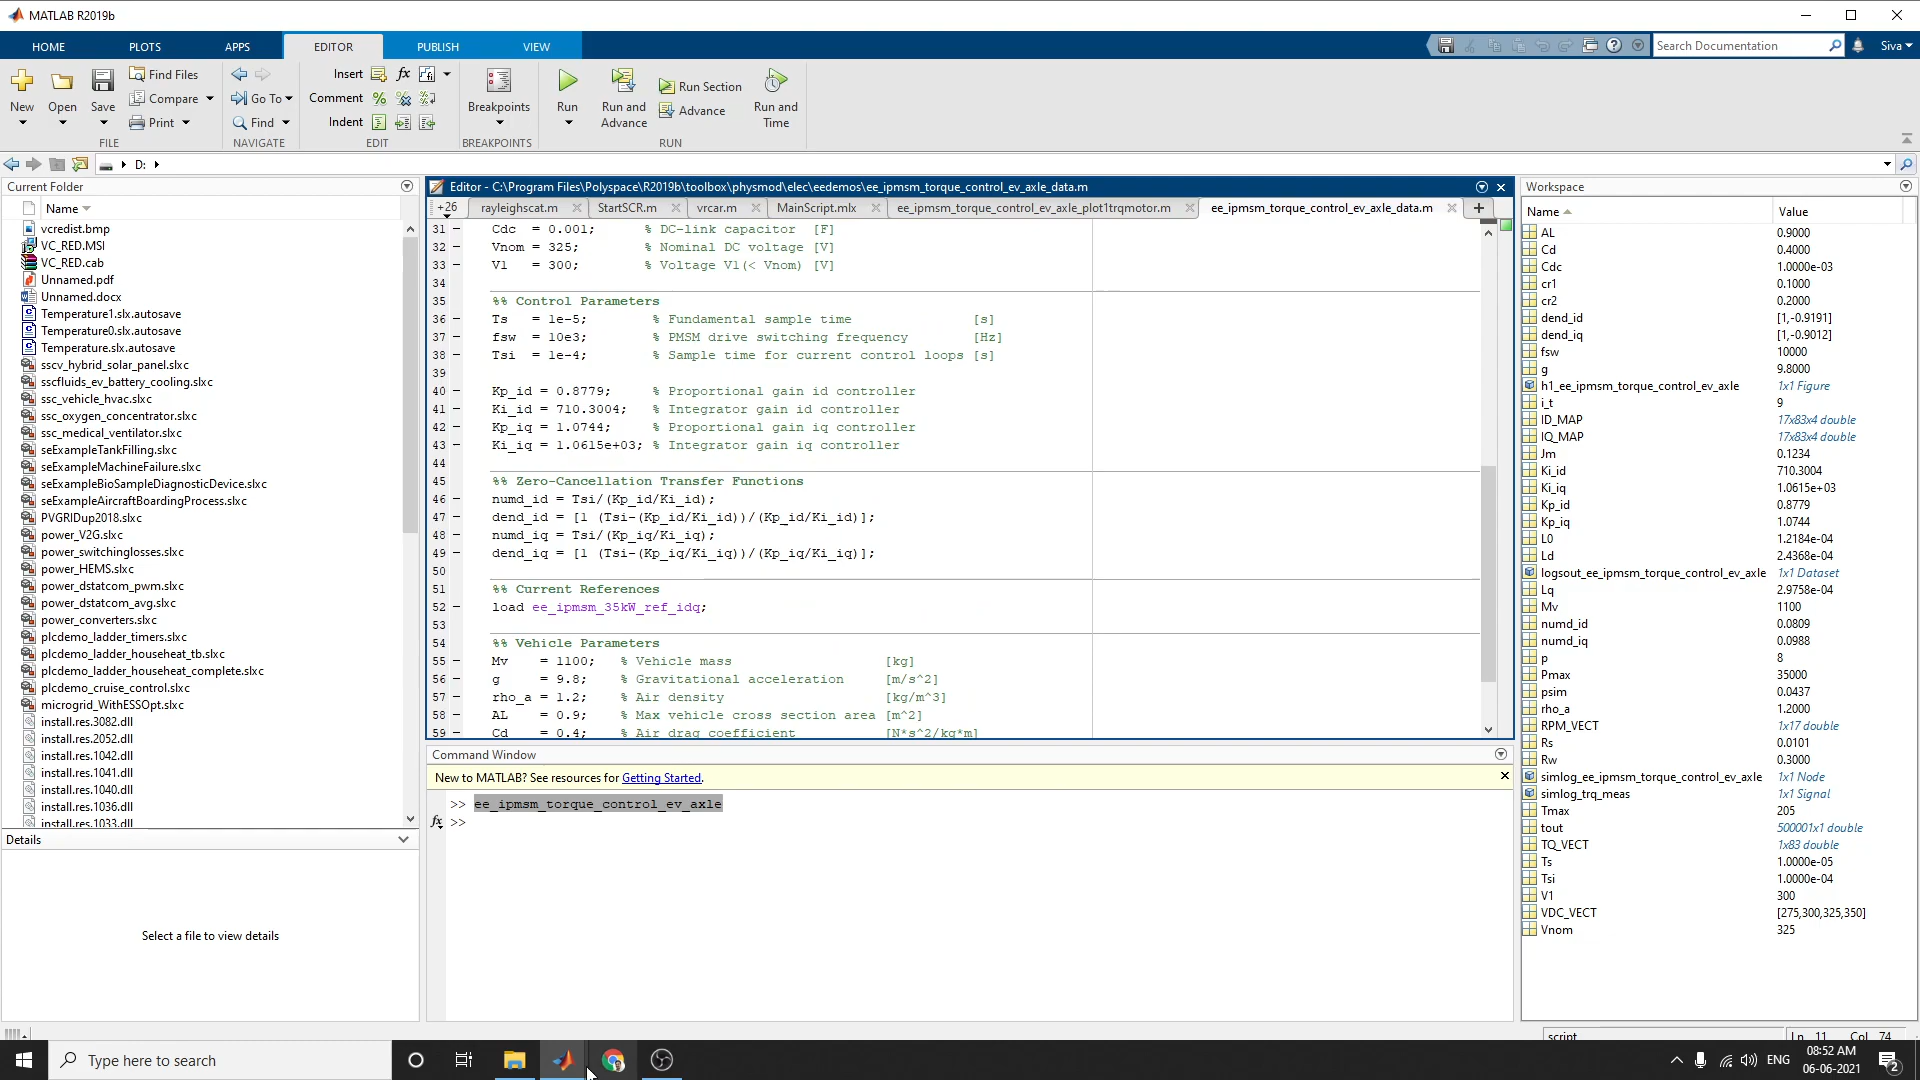 MATLAB R2019b
HOME PLOTS APPS EDITOR PUBLISH VIEW
Search Documentation
Siva
New
Open
Save
Find Files
Compare
Print
FILE
Go To
Find
NAVIGATE
Insert
fx
Comment
Indent
EDIT
Breakpoints
BREAKPOINTS
Run
Run and Advance
Run Section
Advance
Run and Time
RUN
D:
Current Folder
Name
vcredist.bmp
VC_RED.MSI
VC_RED.cab
Unnamed.pdf
Unnamed.docx
Temperature1.slx.autosave
Temperature0.slx.autosave
Temperature.slx.autosave
sscv_hybrid_solar_panel.slxc
sscfluids_ev_battery_cooling.slxc
ssc_vehicle_hvac.slxc
ssc_oxygen_concentrator.slxc
ssc_medical_ventilator.slxc
seExampleTankFilling.slxc
seExampleMachineFailure.slxc
seExampleBioSampleDiagnosticDevice.slxc
seExampleAircraftBoardingProcess.slxc
PVGRIDup2018.slxc
power_V2G.slxc
power_switchinglosses.slxc
power_HEMS.slxc
power_dstatcom_pwm.slxc
power_dstatcom_avg.slxc
power_converters.slxc
plcdemo_ladder_timers.slxc
plcdemo_ladder_househeat_tb.slxc
plcdemo_ladder_househeat_complete.slxc
plcdemo_cruise_control.slxc
microgrid_WithESSOpt.slxc
install.res.3082.dll
install.res.2052.dll
install.res.1042.dll
install.res.1041.dll
install.res.1040.dll
install.res.1036.dll
install.res.1033.dll
Details
Select a file to view details
Editor - C:\Program Files\Polyspace\R2019b\toolbox\physmod\elec\eedemos\ee_ipmsm_torque_control_ev_axle_data.m
+26 rayleighscat.m StartSCR.m vrcar.m MainScript.mlx ee_ipmsm_torque_control_ev_axle_plot1trqmotor.m ee_ipmsm_torque_control_ev_axle_data.m +
31 – Cdc = 0.001; % DC-link capacitor [F]
32 – Vnom = 325; % Nominal DC voltage [V]
33 – V1 = 300; % Voltage V1(< Vnom) [V]
34
35 %% Control Parameters
36 – Ts = 1e-5; % Fundamental sample time [s]
37 – fsw = 10e3; % PMSM drive switching frequency [Hz]
38 – Tsi = 1e-4; % Sample time for current control loops [s]
39
40 – Kp_id = 0.8779; % Proportional gain id controller
41 – Ki_id = 710.3004; % Integrator gain id controller
42 – Kp_iq = 1.0744; % Proportional gain iq controller
43 – Ki_iq = 1.0615e+03; % Integrator gain iq controller
44
45 %% Zero-Cancellation Transfer Functions
46 – numd_id = Tsi/(Kp_id/Ki_id);
47 – dend_id = [1 (Tsi-(Kp_id/Ki_id))/(Kp_id/Ki_id)];
48 – numd_iq = Tsi/(Kp_iq/Ki_iq);
49 – dend_iq = [1 (Tsi-(Kp_iq/Ki_iq))/(Kp_iq/Ki_iq)];
50
51 %% Current References
52 – load ee_ipmsm_35kW_ref_idq;
53
54 %% Vehicle Parameters
55 – Mv = 1100; % Vehicle mass [kg]
56 – g = 9.8; % Gravitational acceleration [m/s^2]
57 – rho_a = 1.2; % Air density [kg/m^3]
58 – AL = 0.9; % Max vehicle cross section area [m^2]
59 – Cd = 0.4; % Air drag coefficient [N*s^2/kg*m]
Command Window
New to MATLAB? See resources for Getting Started.
>> ee_ipmsm_torque_control_ev_axle
fx >>
Workspace
Name Value
AL 0.9000
Cd 0.4000
Cdc 1.0000e-03
cr1 0.1000
cr2 0.2000
dend_id [1,-0.9191]
dend_iq [1,-0.9012]
fsw 10000
g 9.8000
h1_ee_ipmsm_torque_control_ev_axle 1x1 Figure
i_t 9
ID_MAP 17x83x4 double
IQ_MAP 17x83x4 double
Jm 0.1234
Ki_id 710.3004
Ki_iq 1.0615e+03
Kp_id 0.8779
Kp_iq 1.0744
L0 1.2184e-04
Ld 2.4368e-04
logsout_ee_ipmsm_torque_control_ev_axle 1x1 Dataset
Lq 2.9758e-04
Mv 1100
numd_id 0.0809
numd_iq 0.0988
p 8
Pmax 35000
psim 0.0437
rho_a 1.2000
RPM_VECT 1x17 double
Rs 0.0101
Rw 0.3000
simlog_ee_ipmsm_torque_control_ev_axle 1x1 Node
simlog_trq_meas 1x1 Signal
Tmax 205
tout 500001x1 double
TQ_VECT 1x83 double
Ts 1.0000e-05
Tsi 1.0000e-04
V1 300
VDC_VECT [275,300,325,350]
Vnom 325
script Ln 11 Col 74
Type here to search
ENG
08:52 AM
06-06-2021
2